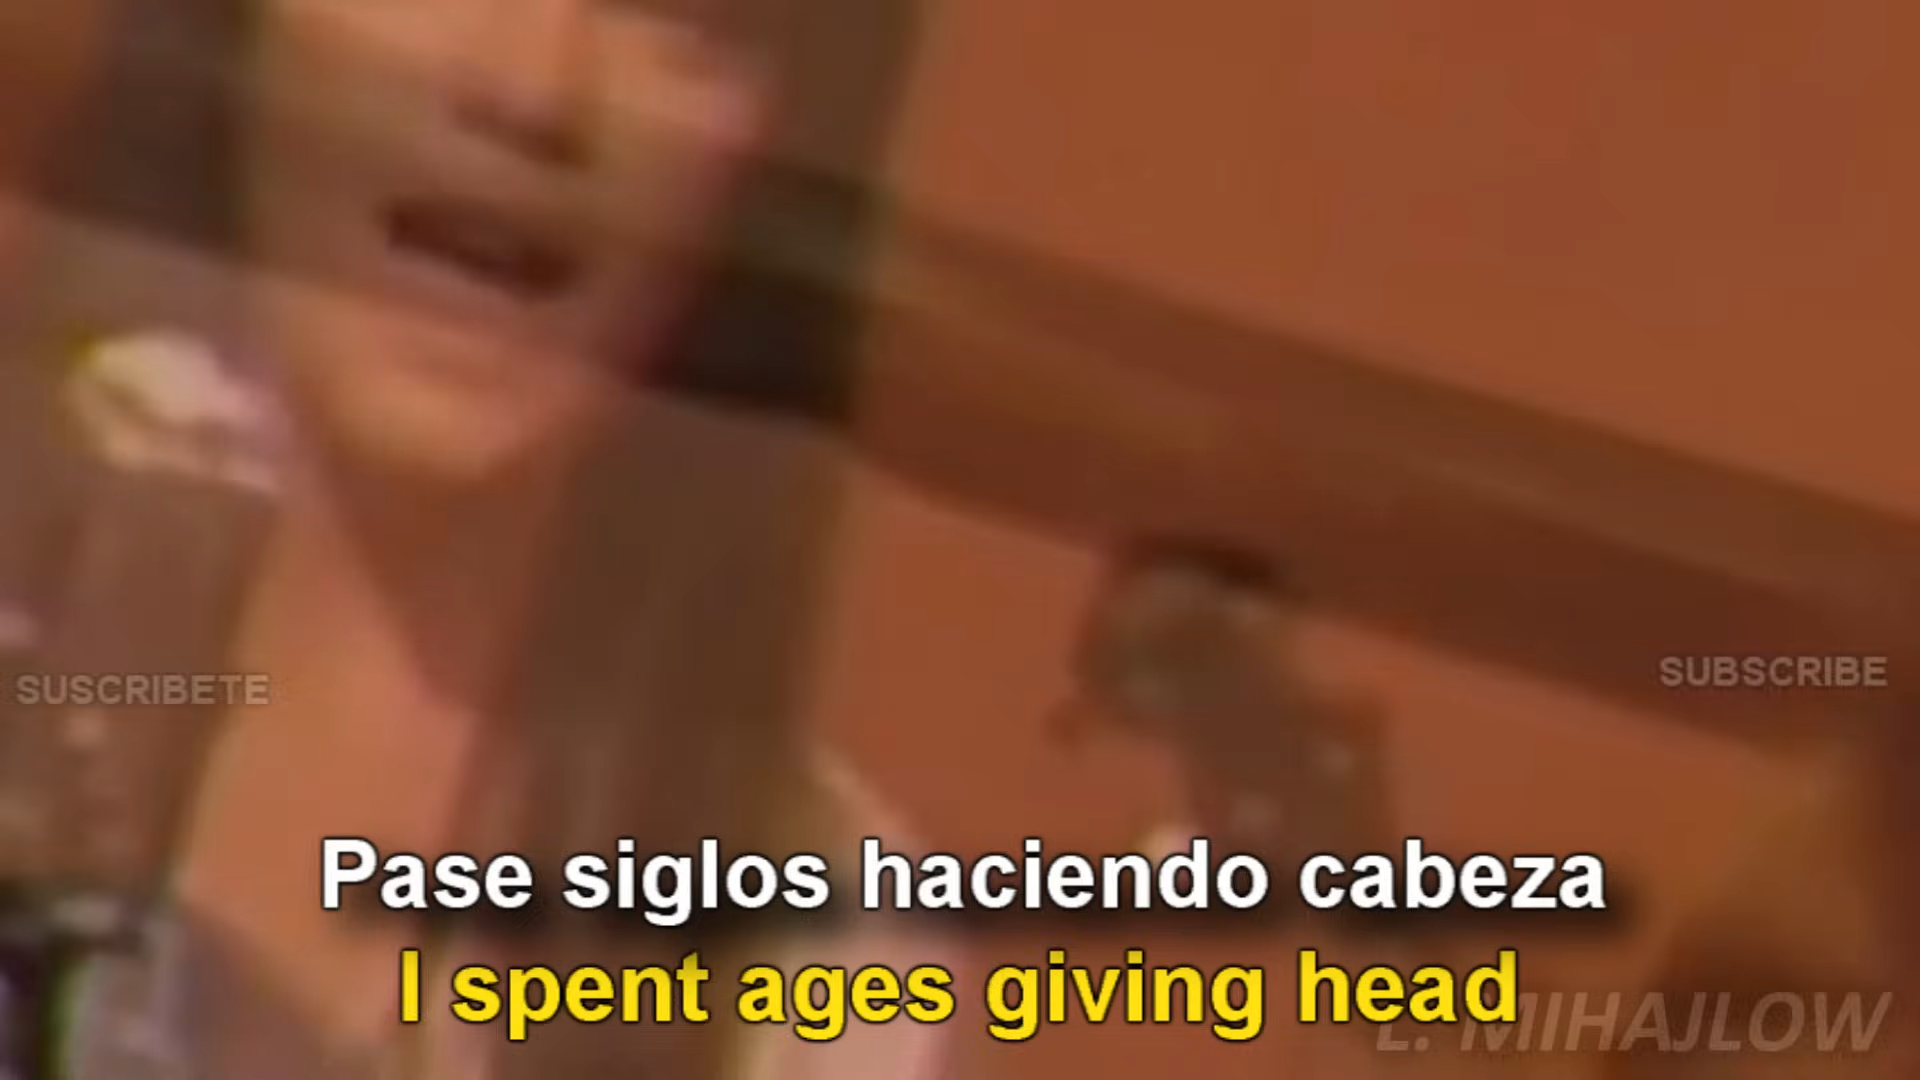 SUSCRIBETE
SUBSCRIBE
Pase siglos haciendo cabeza
I spent ages giving head
L. MIHAJLOW